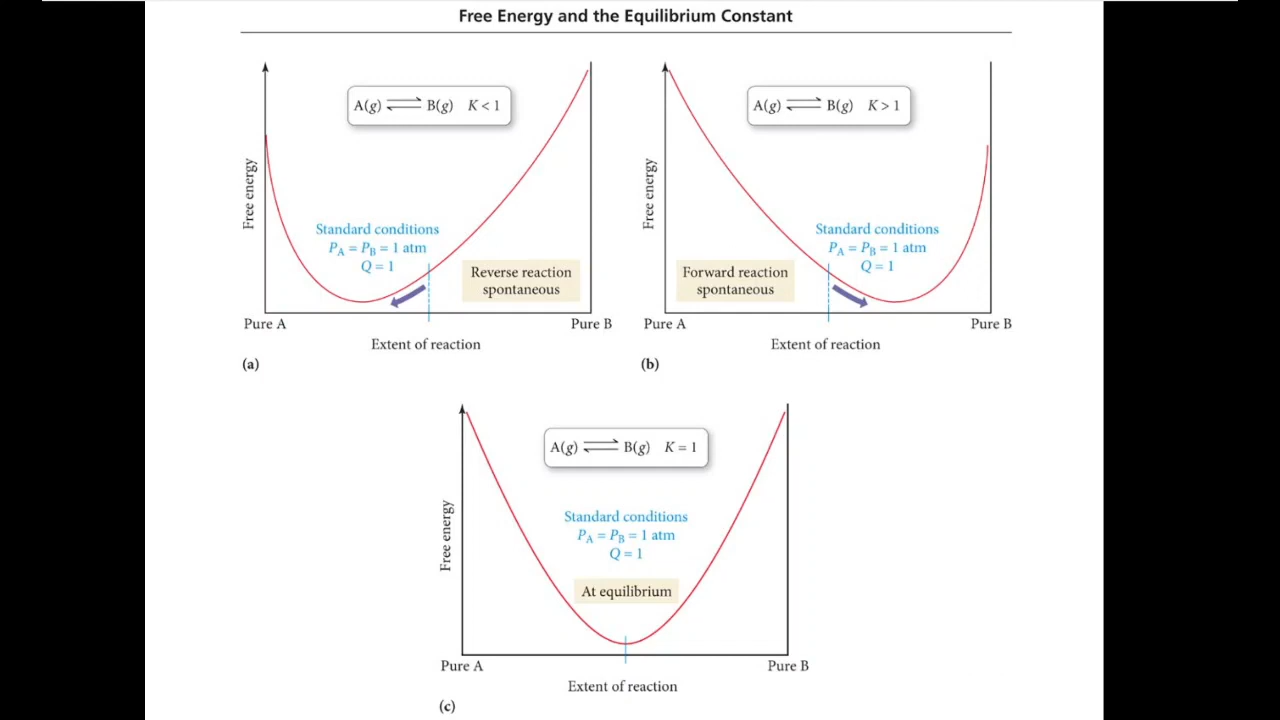 Free Energy and the Equilibrium Constant
A(g) ⇌ B(g) K < 1
Free energy
Standard conditions
P_A = P_B = 1 atm
Q = 1
Reverse reaction
spontaneous
Pure A
Pure B
Extent of reaction
(a)
A(g) ⇌ B(g) K > 1
Free energy
Standard conditions
P_A = P_B = 1 atm
Q = 1
Forward reaction
spontaneous
Pure A
Pure B
Extent of reaction
(b)
A(g) ⇌ B(g) K = 1
Free energy
Standard conditions
P_A = P_B = 1 atm
Q = 1
At equilibrium
Pure A
Pure B
Extent of reaction
(c)